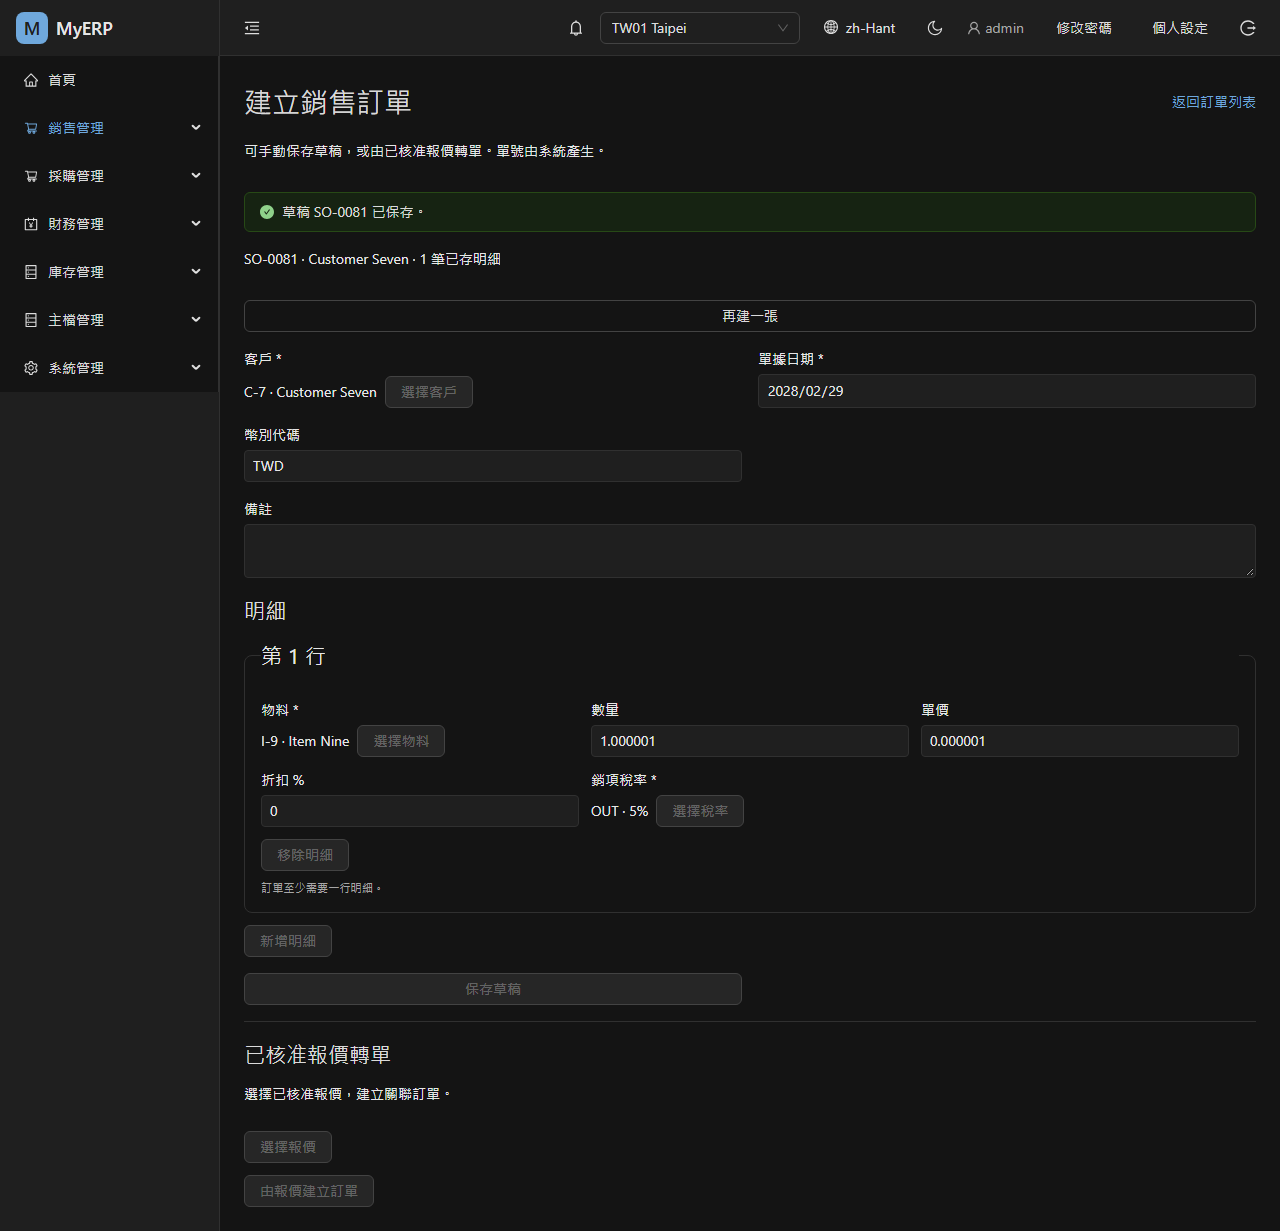 M MyERP
TW01 Taipei
zh-Hant
admin
修改密碼
個人設定
首頁
銷售管理
採購管理
財務管理
庫存管理
主檔管理
系統管理
建立銷售訂單
返回訂單列表
可手動保存草稿，或由已核准報價轉單。單號由系統產生。
草稿 SO-0081 已保存。
SO-0081 · Customer Seven · 1 筆已存明細
再建一張
客戶 *
C-7 · Customer Seven 選擇客戶
單據日期 *
2028/02/29
幣別代碼
TWD
備註
明細
第 1 行
物料 *
I-9 · Item Nine 選擇物料
數量
1.000001
單價
0.000001
折扣 %
0
銷項稅率 *
OUT · 5% 選擇稅率
移除明細
訂單至少需要一行明細。
新增明細
保存草稿
已核准報價轉單
選擇已核准報價，建立關聯訂單。
選擇報價
由報價建立訂單